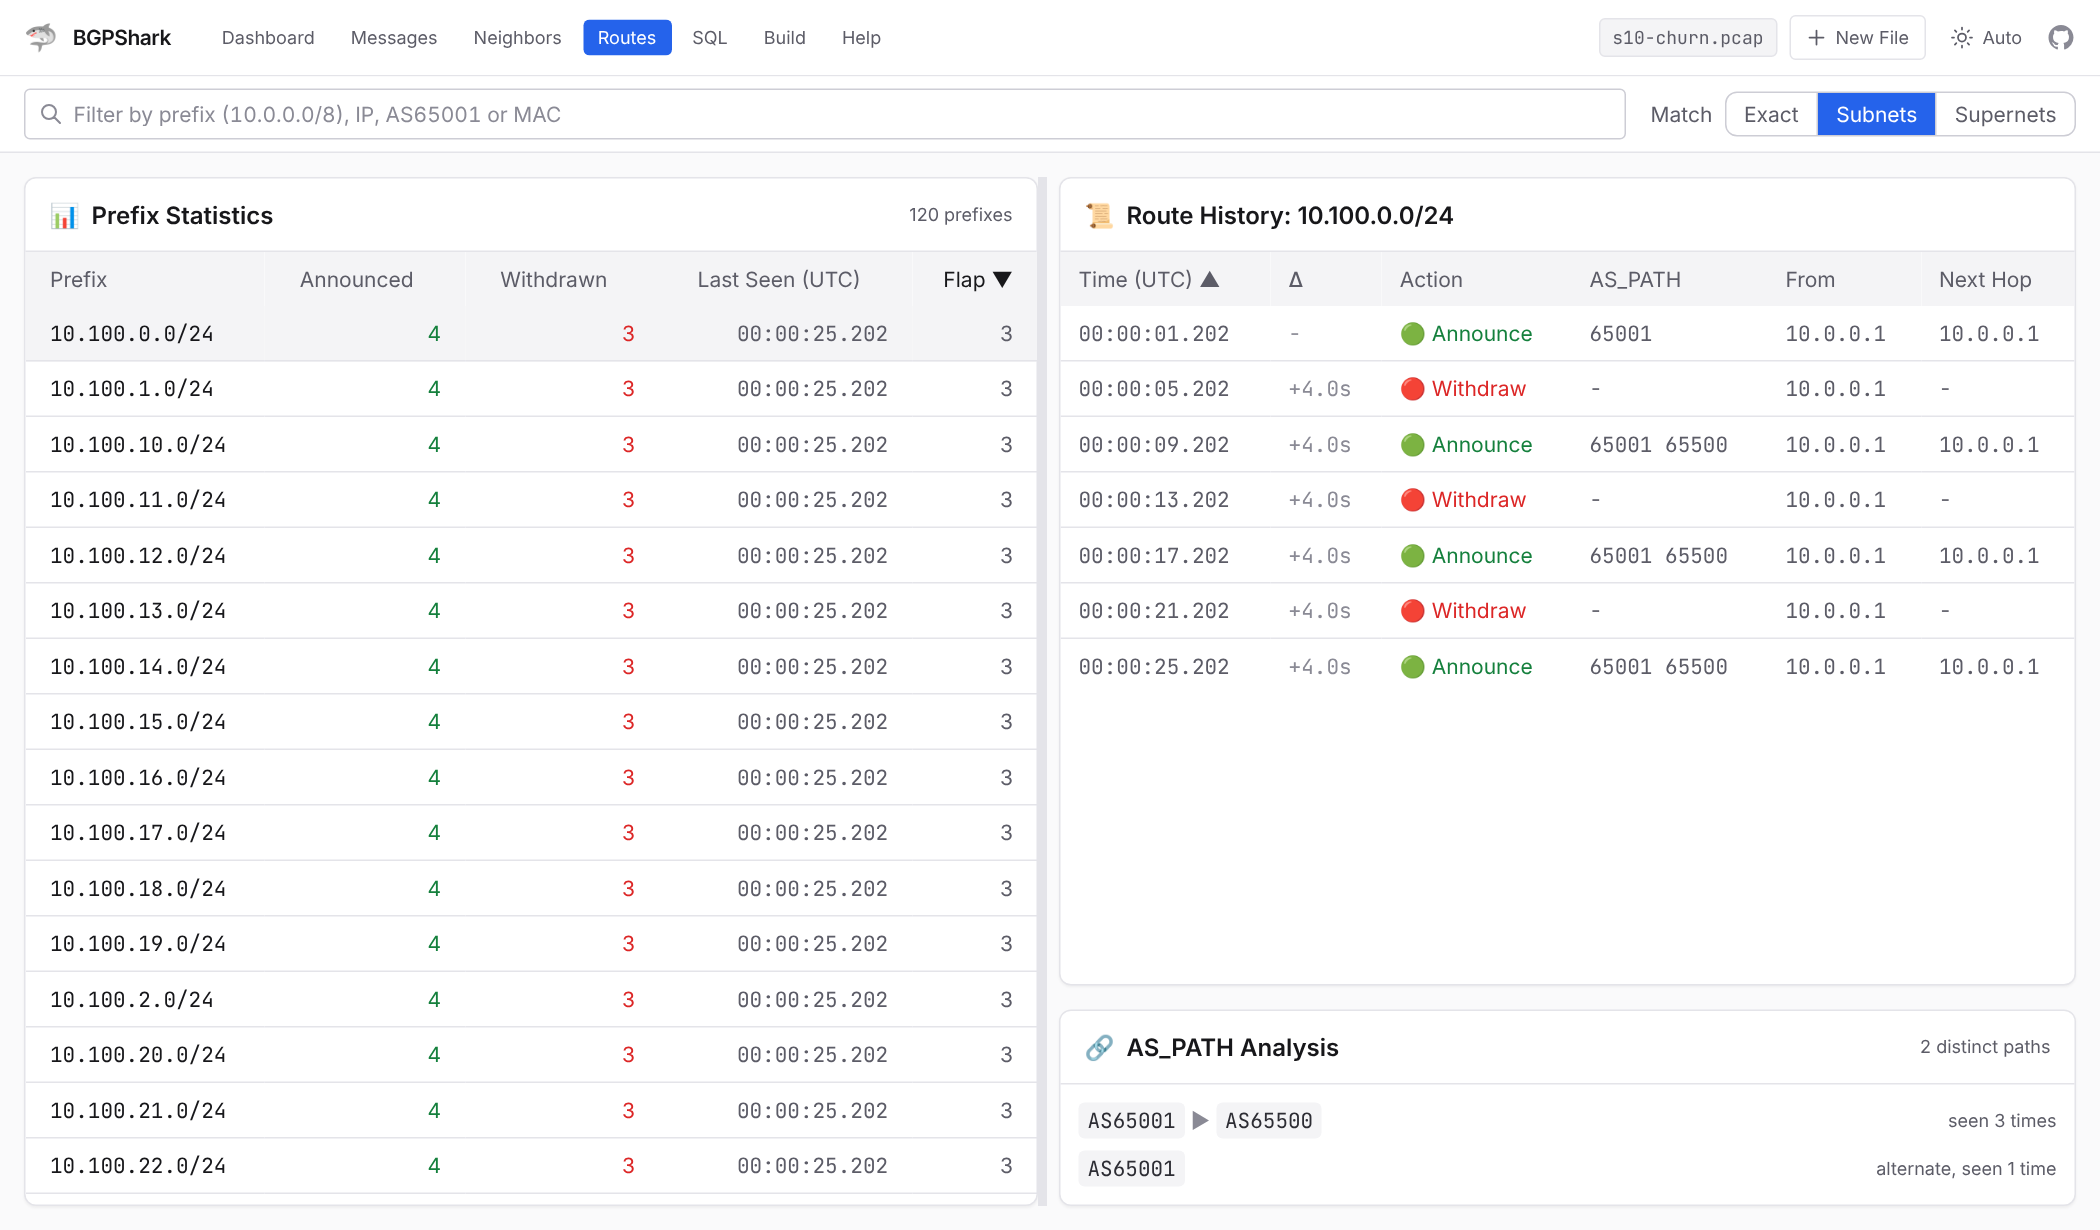 BGPShark Dashboard Messages Neighbors Routes SQL Build Help s10-churn.pcap + New File Auto
Filter by prefix (10.0.0.0/8), IP, AS65001 or MAC Match Exact Subnets Supernets
Prefix Statistics 120 prefixes
Prefix Announced Withdrawn Last Seen (UTC) Flap ▼
10.100.0.0/24 4 3 00:00:25.202 3
10.100.1.0/24 4 3 00:00:25.202 3
10.100.10.0/24 4 3 00:00:25.202 3
10.100.11.0/24 4 3 00:00:25.202 3
10.100.12.0/24 4 3 00:00:25.202 3
10.100.13.0/24 4 3 00:00:25.202 3
10.100.14.0/24 4 3 00:00:25.202 3
10.100.15.0/24 4 3 00:00:25.202 3
10.100.16.0/24 4 3 00:00:25.202 3
10.100.17.0/24 4 3 00:00:25.202 3
10.100.18.0/24 4 3 00:00:25.202 3
10.100.19.0/24 4 3 00:00:25.202 3
10.100.2.0/24 4 3 00:00:25.202 3
10.100.20.0/24 4 3 00:00:25.202 3
10.100.21.0/24 4 3 00:00:25.202 3
10.100.22.0/24 4 3 00:00:25.202 3
Route History: 10.100.0.0/24
Time (UTC) ▲ Δ Action AS_PATH From Next Hop
00:00:01.202 - Announce 65001 10.0.0.1 10.0.0.1
00:00:05.202 +4.0s Withdraw - 10.0.0.1 -
00:00:09.202 +4.0s Announce 65001 65500 10.0.0.1 10.0.0.1
00:00:13.202 +4.0s Withdraw - 10.0.0.1 -
00:00:17.202 +4.0s Announce 65001 65500 10.0.0.1 10.0.0.1
00:00:21.202 +4.0s Withdraw - 10.0.0.1 -
00:00:25.202 +4.0s Announce 65001 65500 10.0.0.1 10.0.0.1
AS_PATH Analysis 2 distinct paths
AS65001 ▶ AS65500 seen 3 times
AS65001 alternate, seen 1 time